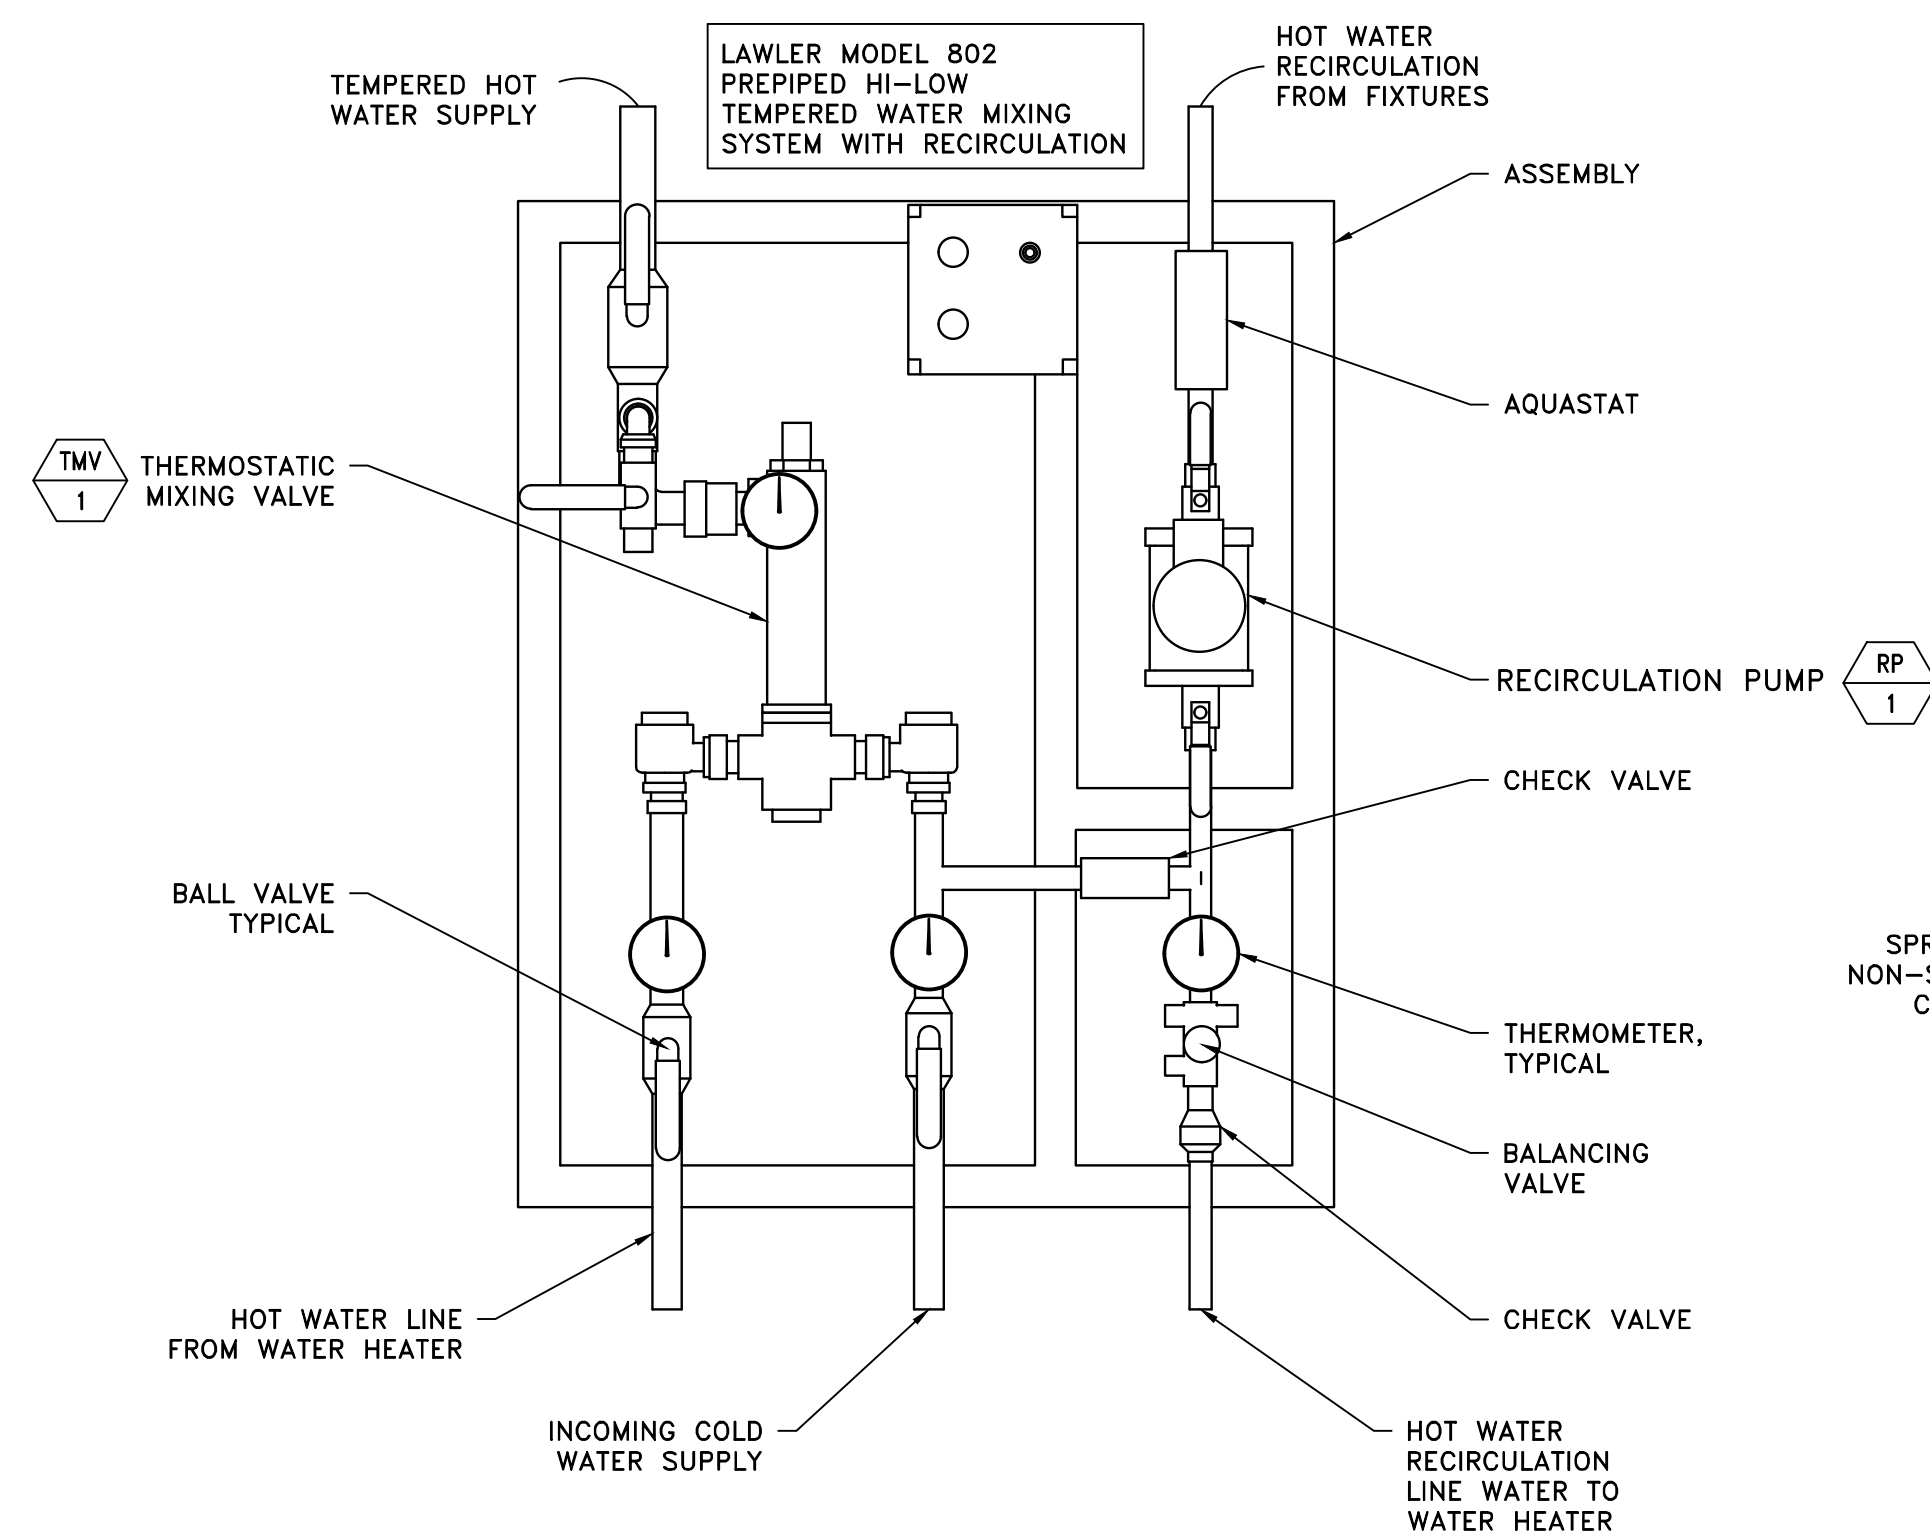 TEMPERED HOT
WATER SUPPLY
LAWLER MODEL 802
PREPIPED HI-LOW
TEMPERED WATER MIXING
SYSTEM WITH RECIRCULATION
HOT WATER
RECIRCULATION
FROM FIXTURES
ASSEMBLY
AQUASTAT
TMV
1
THERMOSTATIC
MIXING VALVE
RECIRCULATION PUMP
RP
1
CHECK VALVE
BALL VALVE
TYPICAL
THERMOMETER,
TYPICAL
BALANCING
VALVE
HOT WATER LINE
FROM WATER HEATER
CHECK VALVE
INCOMING COLD
WATER SUPPLY
HOT WATER
RECIRCULATION
LINE WATER TO
WATER HEATER